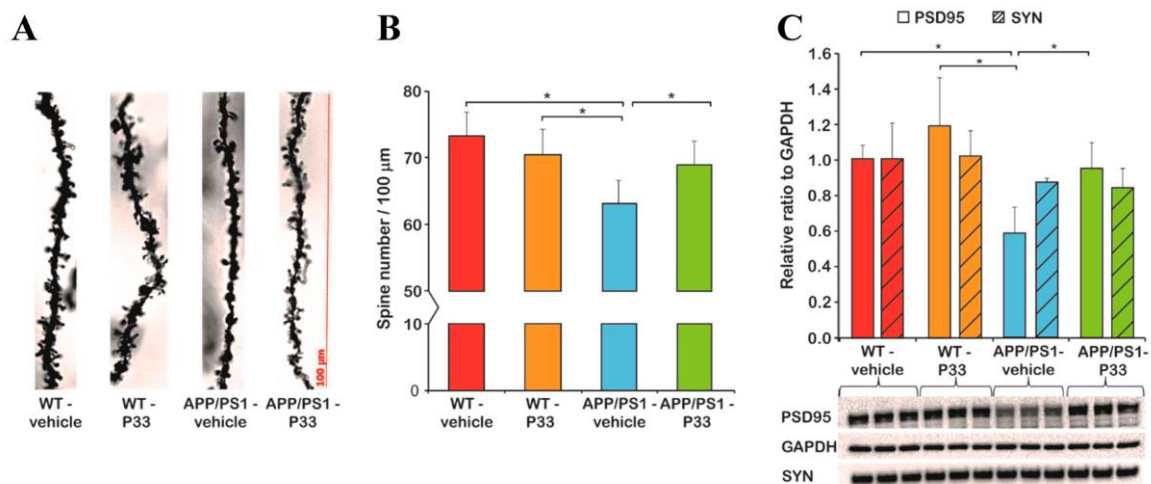 A
100 µm
WT -
vehicle
WT -
P33
APP/PS1 -
vehicle
APP/PS1 -
P33
B
Spine number / 100 µm
80
70
60
50
10
0
*
*
*
WT -
vehicle
WT -
P33
APP/PS1 -
vehicle
APP/PS1 -
P33
C
PSD95 SYN
Relative ratio to GAPDH
1.6
1.4
1.2
1.0
0.8
0.6
0.4
0.2
0.0
*
*
*
WT -
vehicle
WT -
P33
APP/PS1-
vehicle
APP/PS1-
P33
PSD95
GAPDH
SYN